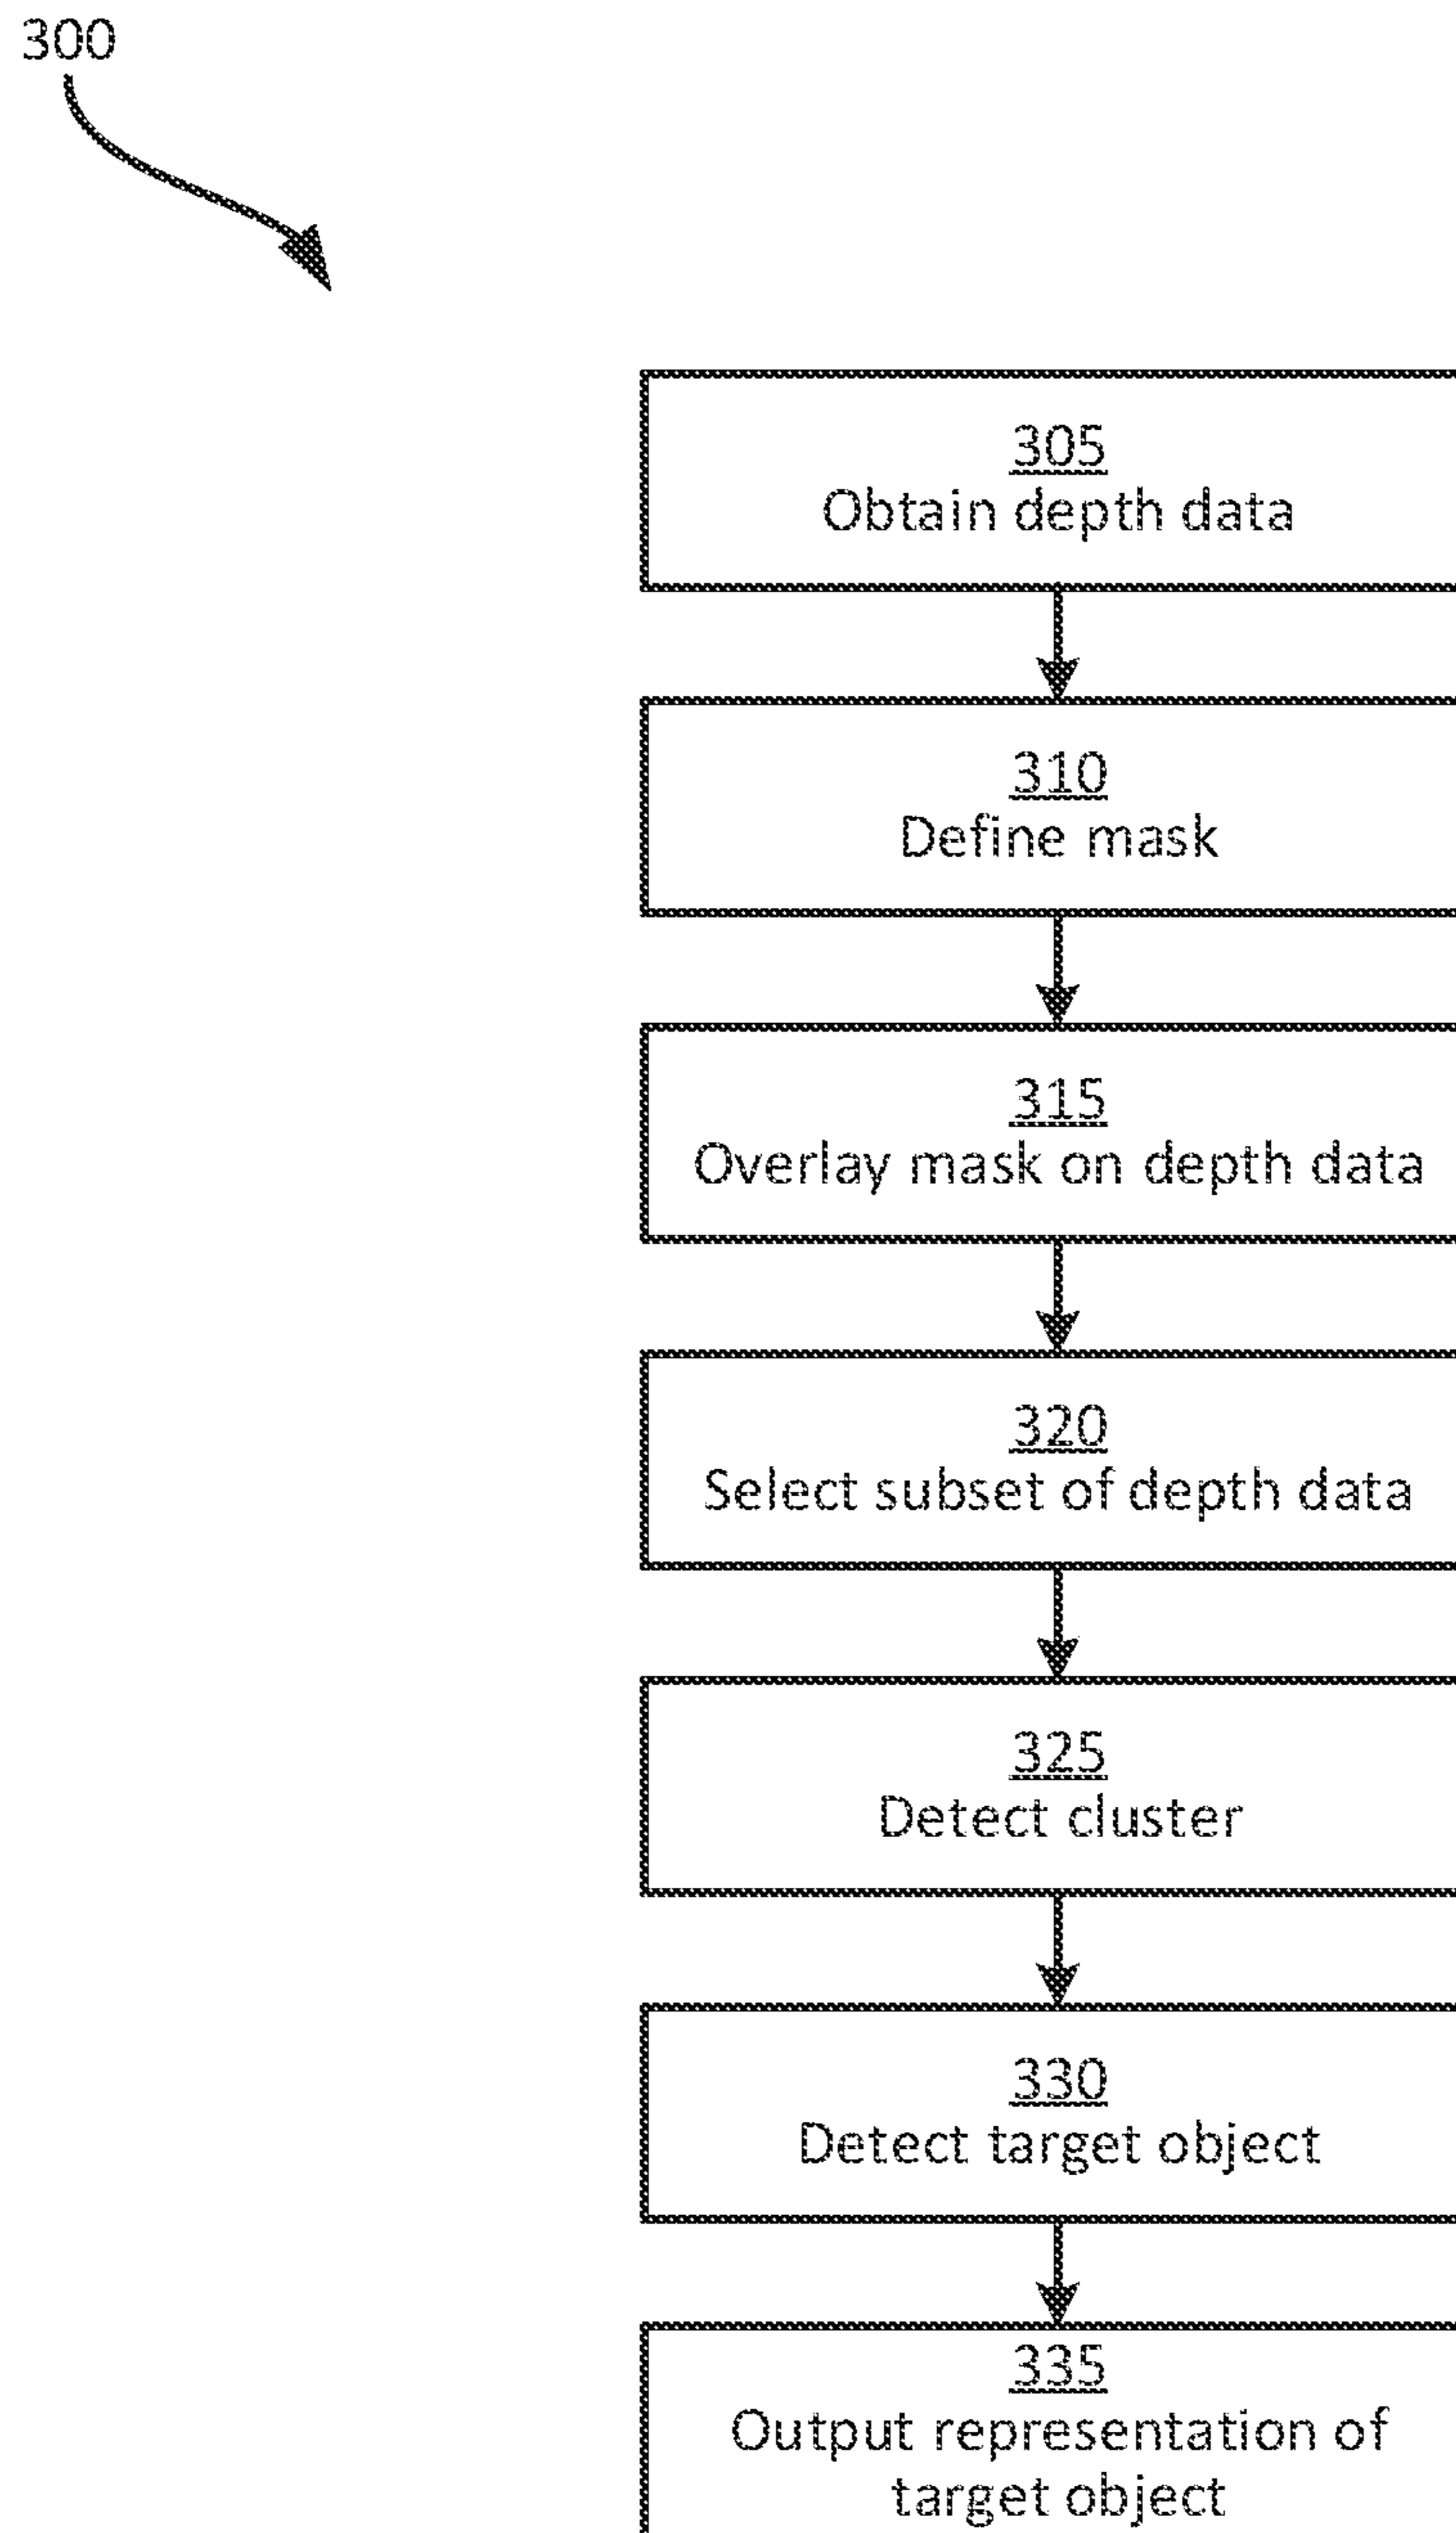 300
305
Obtain depth data
310
Define mask
315
Overlay mask on depth data
320
Select subset of depth data
325
Detect cluster
330
Detect target object
335
Output representation of
target object